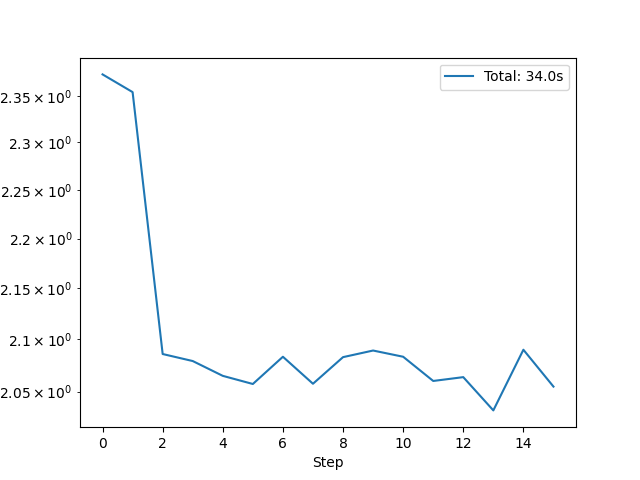 Total: 34.0s
2.35 × 10⁰
2.3 × 10⁰
2.25 × 10⁰
2.2 × 10⁰
2.15 × 10⁰
2.1 × 10⁰
2.05 × 10⁰
0 2 4 6 8 10 12 14
Step